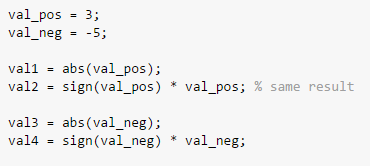 val_pos = 3;
val_neg = -5;
val1 = abs(val_pos);
val2 = sign(val_pos) * val_pos; % same result
val3 = abs(val_neg);
val4 = sign(val_neg) * val_neg;